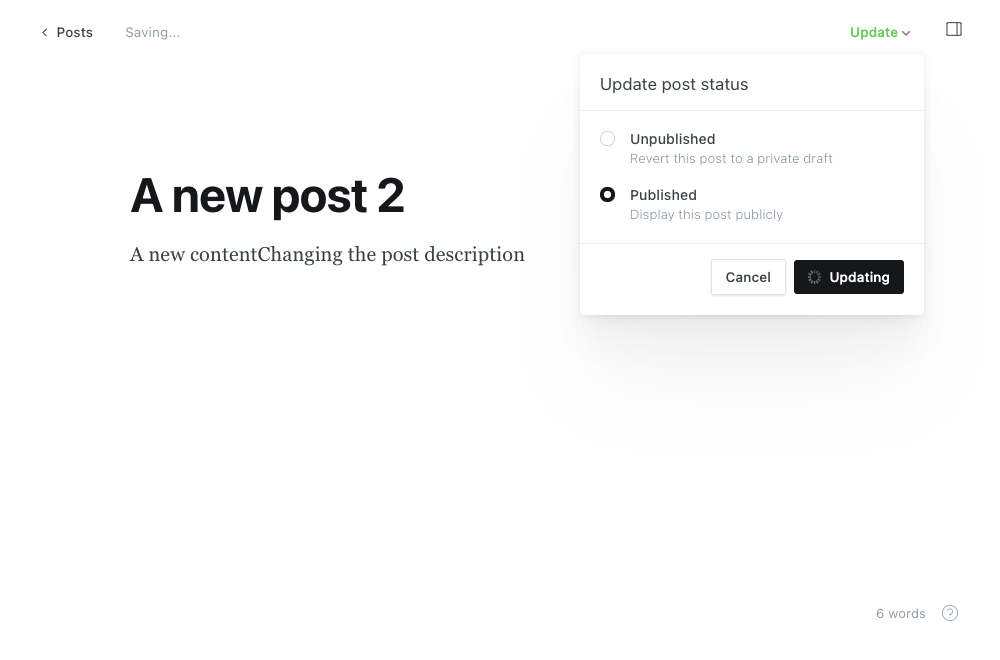 Posts
Saving...
Update
Update post status
Unpublished
Revert this post to a private draft
Published
Display this post publicly
Cancel
Updating
A new post 2
A new contentChanging the post description
6 words
?